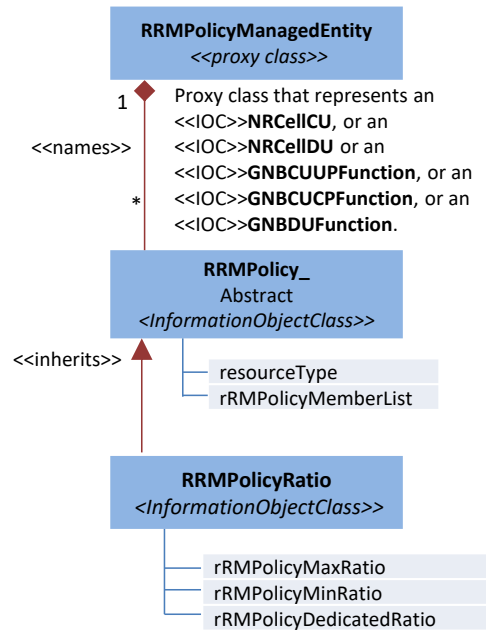 RRMPolicyManagedEntity
<<proxy class>>
1
Proxy class that represents an
<<IOC>>NRCellCU, or an
<<names>>
<<IOC>>NRCellDU or an
<<IOC>>GNBCUUPFunction, or an
<<IOC>>GNBCUCPFunction, or an
*
<<IOC>>GNBDUFunction.
RRMPolicy_
Abstract
<InformationObjectClass>>
<<inherits>>
resourceType
rRMPolicyMemberList
RRMPolicyRatio
<InformationObjectClass>>
rRMPolicyMaxRatio
rRMPolicyMinRatio
rRMPolicyDedicatedRatio